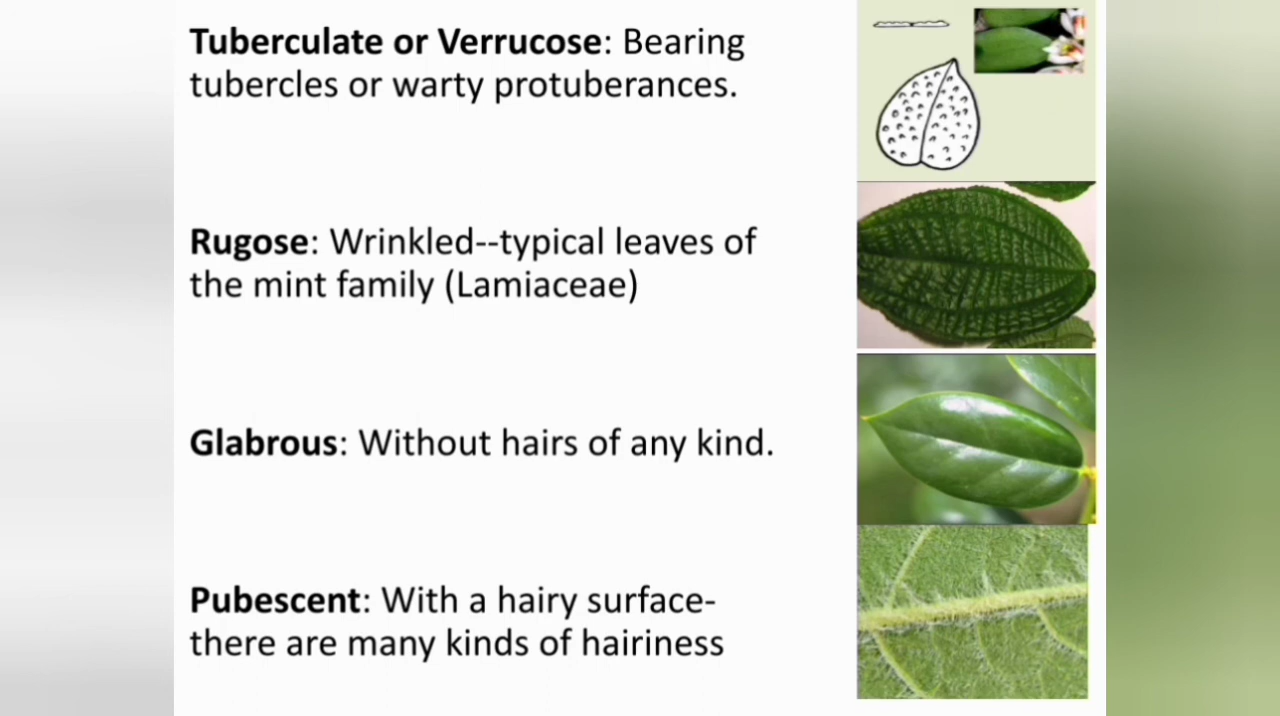 Tuberculate or Verrucose: Bearing
tubercles or warty protuberances.
Rugose: Wrinkled--typical leaves of
the mint family (Lamiaceae)
Glabrous: Without hairs of any kind.
Pubescent: With a hairy surface-
there are many kinds of hairiness